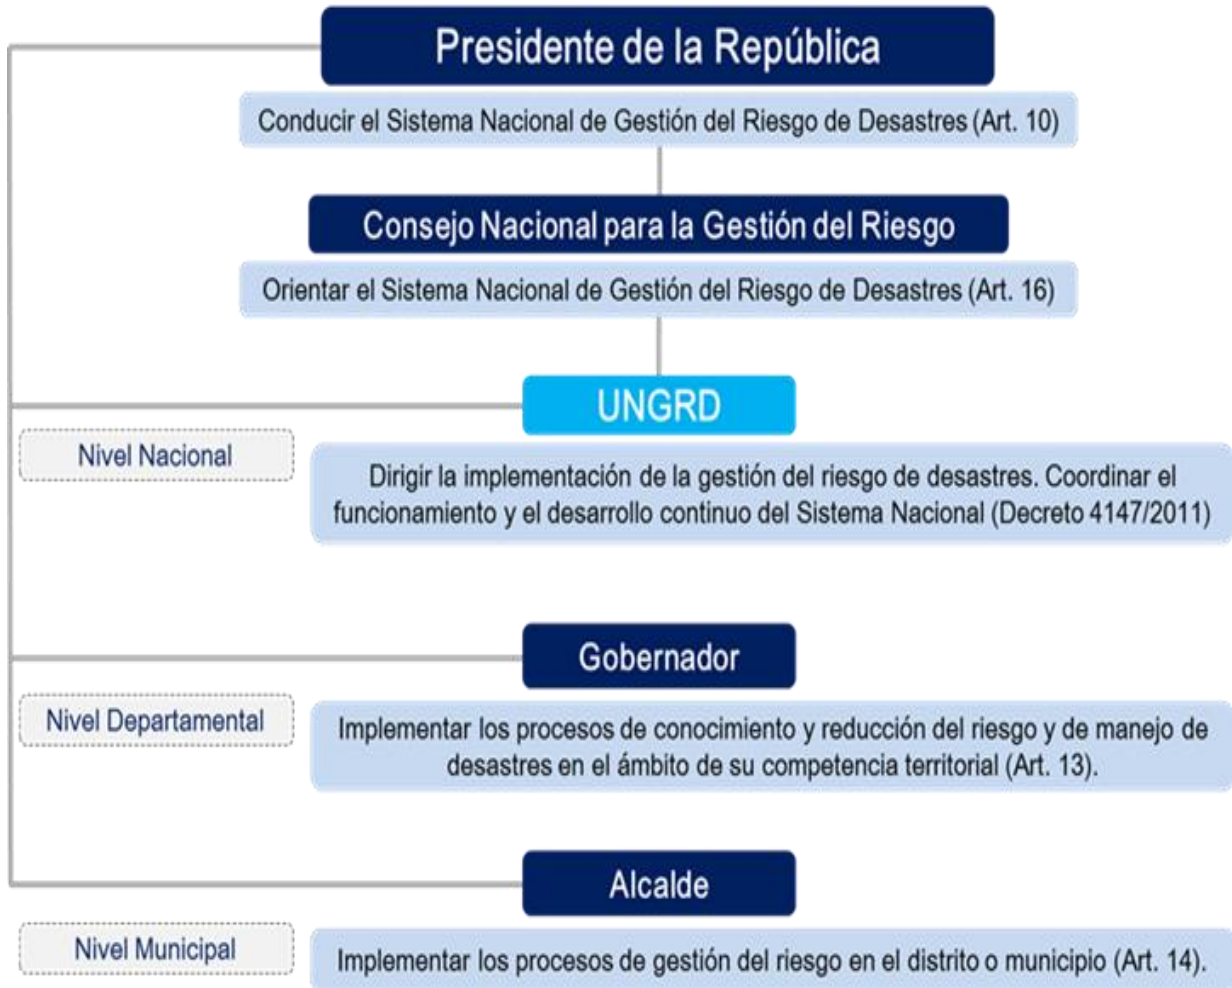 Presidente de la República
Conducir el Sistema Nacional de Gestión del Riesgo de Desastres (Art. 10)
Consejo Nacional para la Gestión del Riesgo
Orientar el Sistema Nacional de Gestión del Riesgo de Desastres (Art. 16)
UNGRD
Nivel Nacional
Dirigir la implementación de la gestión del riesgo de desastres. Coordinar el
funcionamiento y el desarrollo continuo del Sistema Nacional (Decreto 4147/2011)
Gobernador
Nivel Departamental
Implementar los procesos de conocimiento y reducción del riesgo y de manejo de
desastres en el ámbito de su competencia territorial (Art. 13).
Alcalde
Nivel Municipal
Implementar los procesos de gestión del riesgo en el distrito o municipio (Art. 14).